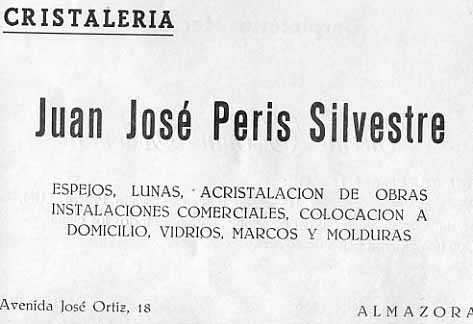 CRISTALERIA
Juan José Peris Silvestre
ESPEJOS, LUNAS, ACRISTALACION DE OBRAS
INSTALACIONES COMERCIALES, COLOCACION A
DOMICILIO, VIDRIOS, MARCOS Y MOLDURAS
Avenida José Ortiz, 18
ALMAZORA